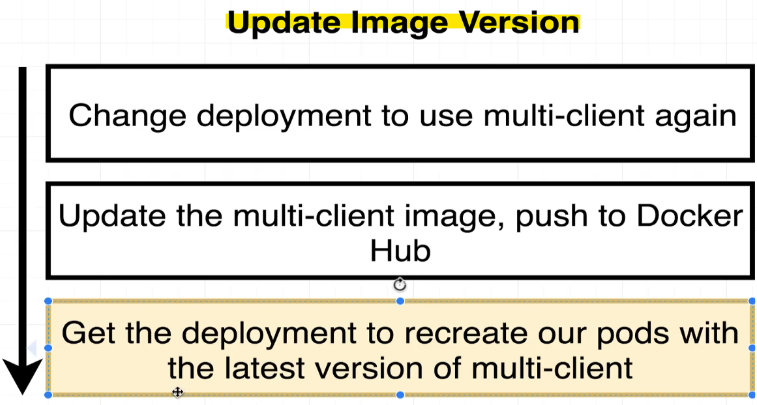 Update Image Version
Change deployment to use multi-client again
Update the multi-client image, push to Docker
Hub
Get the deployment to recreate our pods with
the latest version of multi-client